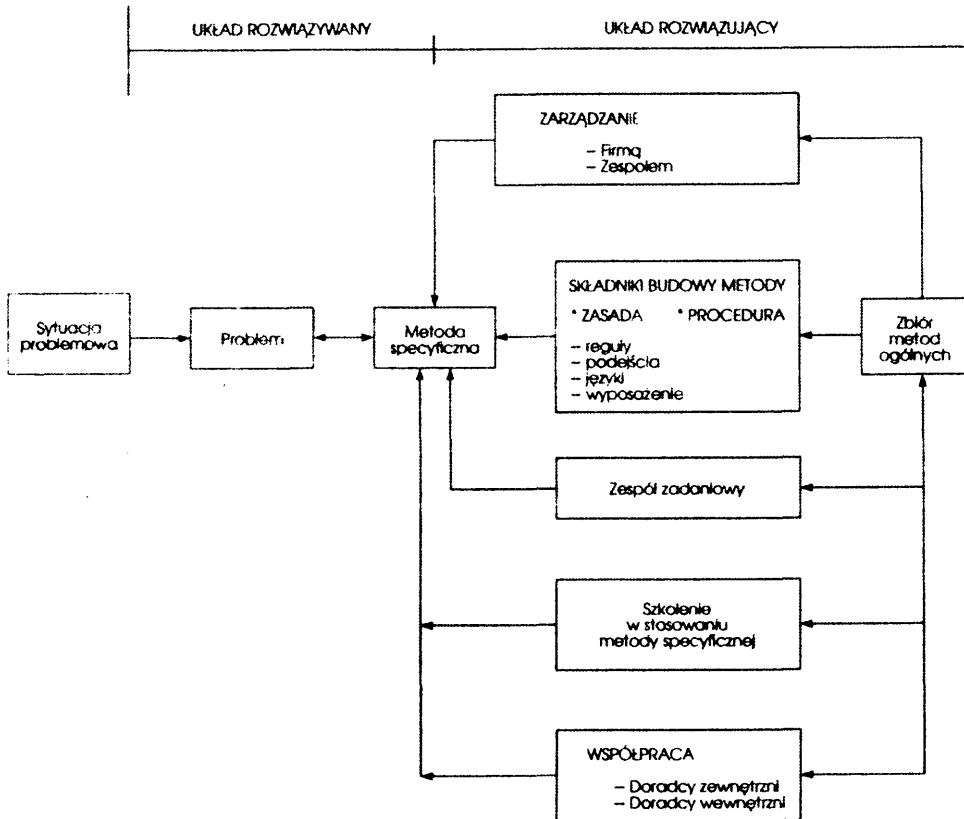 UKŁAD ROZWIĄZYWANY
UKŁAD ROZWIĄZUJĄCY
ZARZĄDZANIE
– Firmą
– Zespołem
Sytuacja
problemowa
Problem
Metoda
specyficzna
SKŁADNIKI BUDOWY METODY
* ZASADA * PROCEDURA
– reguły
– podejścia
– języki
– wyposażenie
Zbiór
metod
ogólnych
Zespół zadaniowy
Szkolenie
w stosowaniu
metody specyficznej
WSPÓŁPRACA
– Doradcy zewnętrzni
– Doradcy wewnętrzni